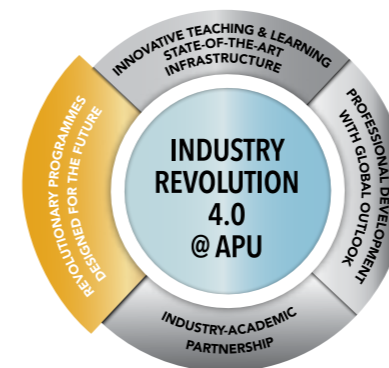 INNOVATIVE TEACHING & LEARNING
STATE-OF-THE-ART
INFRASTRUCTURE
PROFESSIONAL DEVELOPMENT
WITH GLOBAL OUTLOOK
INDUSTRY-ACADEMIC
PARTNERSHIP
REVOLUTIONARY PROGRAMMES
DESIGNED FOR THE FUTURE
INDUSTRY
REVOLUTION
4.0
@ APU